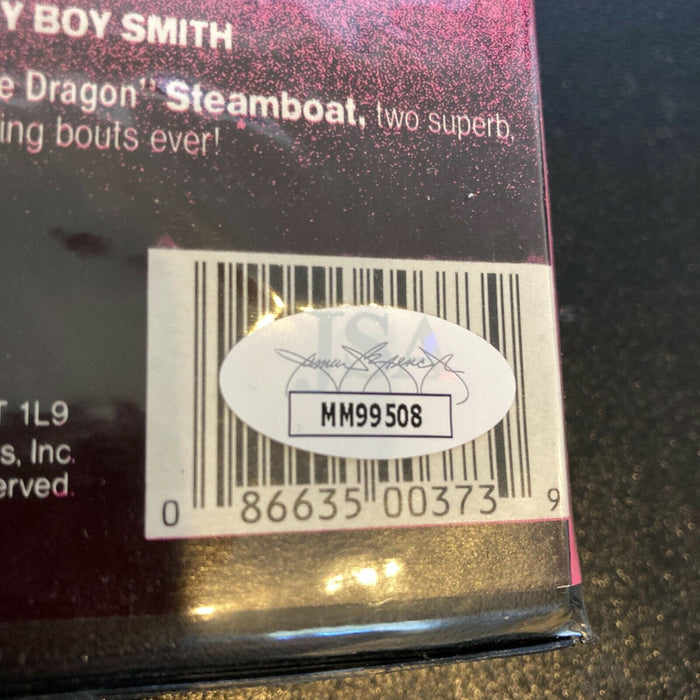 Y BOY SMITH
e Dragon" Steamboat, two superb,
ing bouts ever!
T 1L9
s, Inc.
erved.
JSA
MM99508
0 86635 00373 9